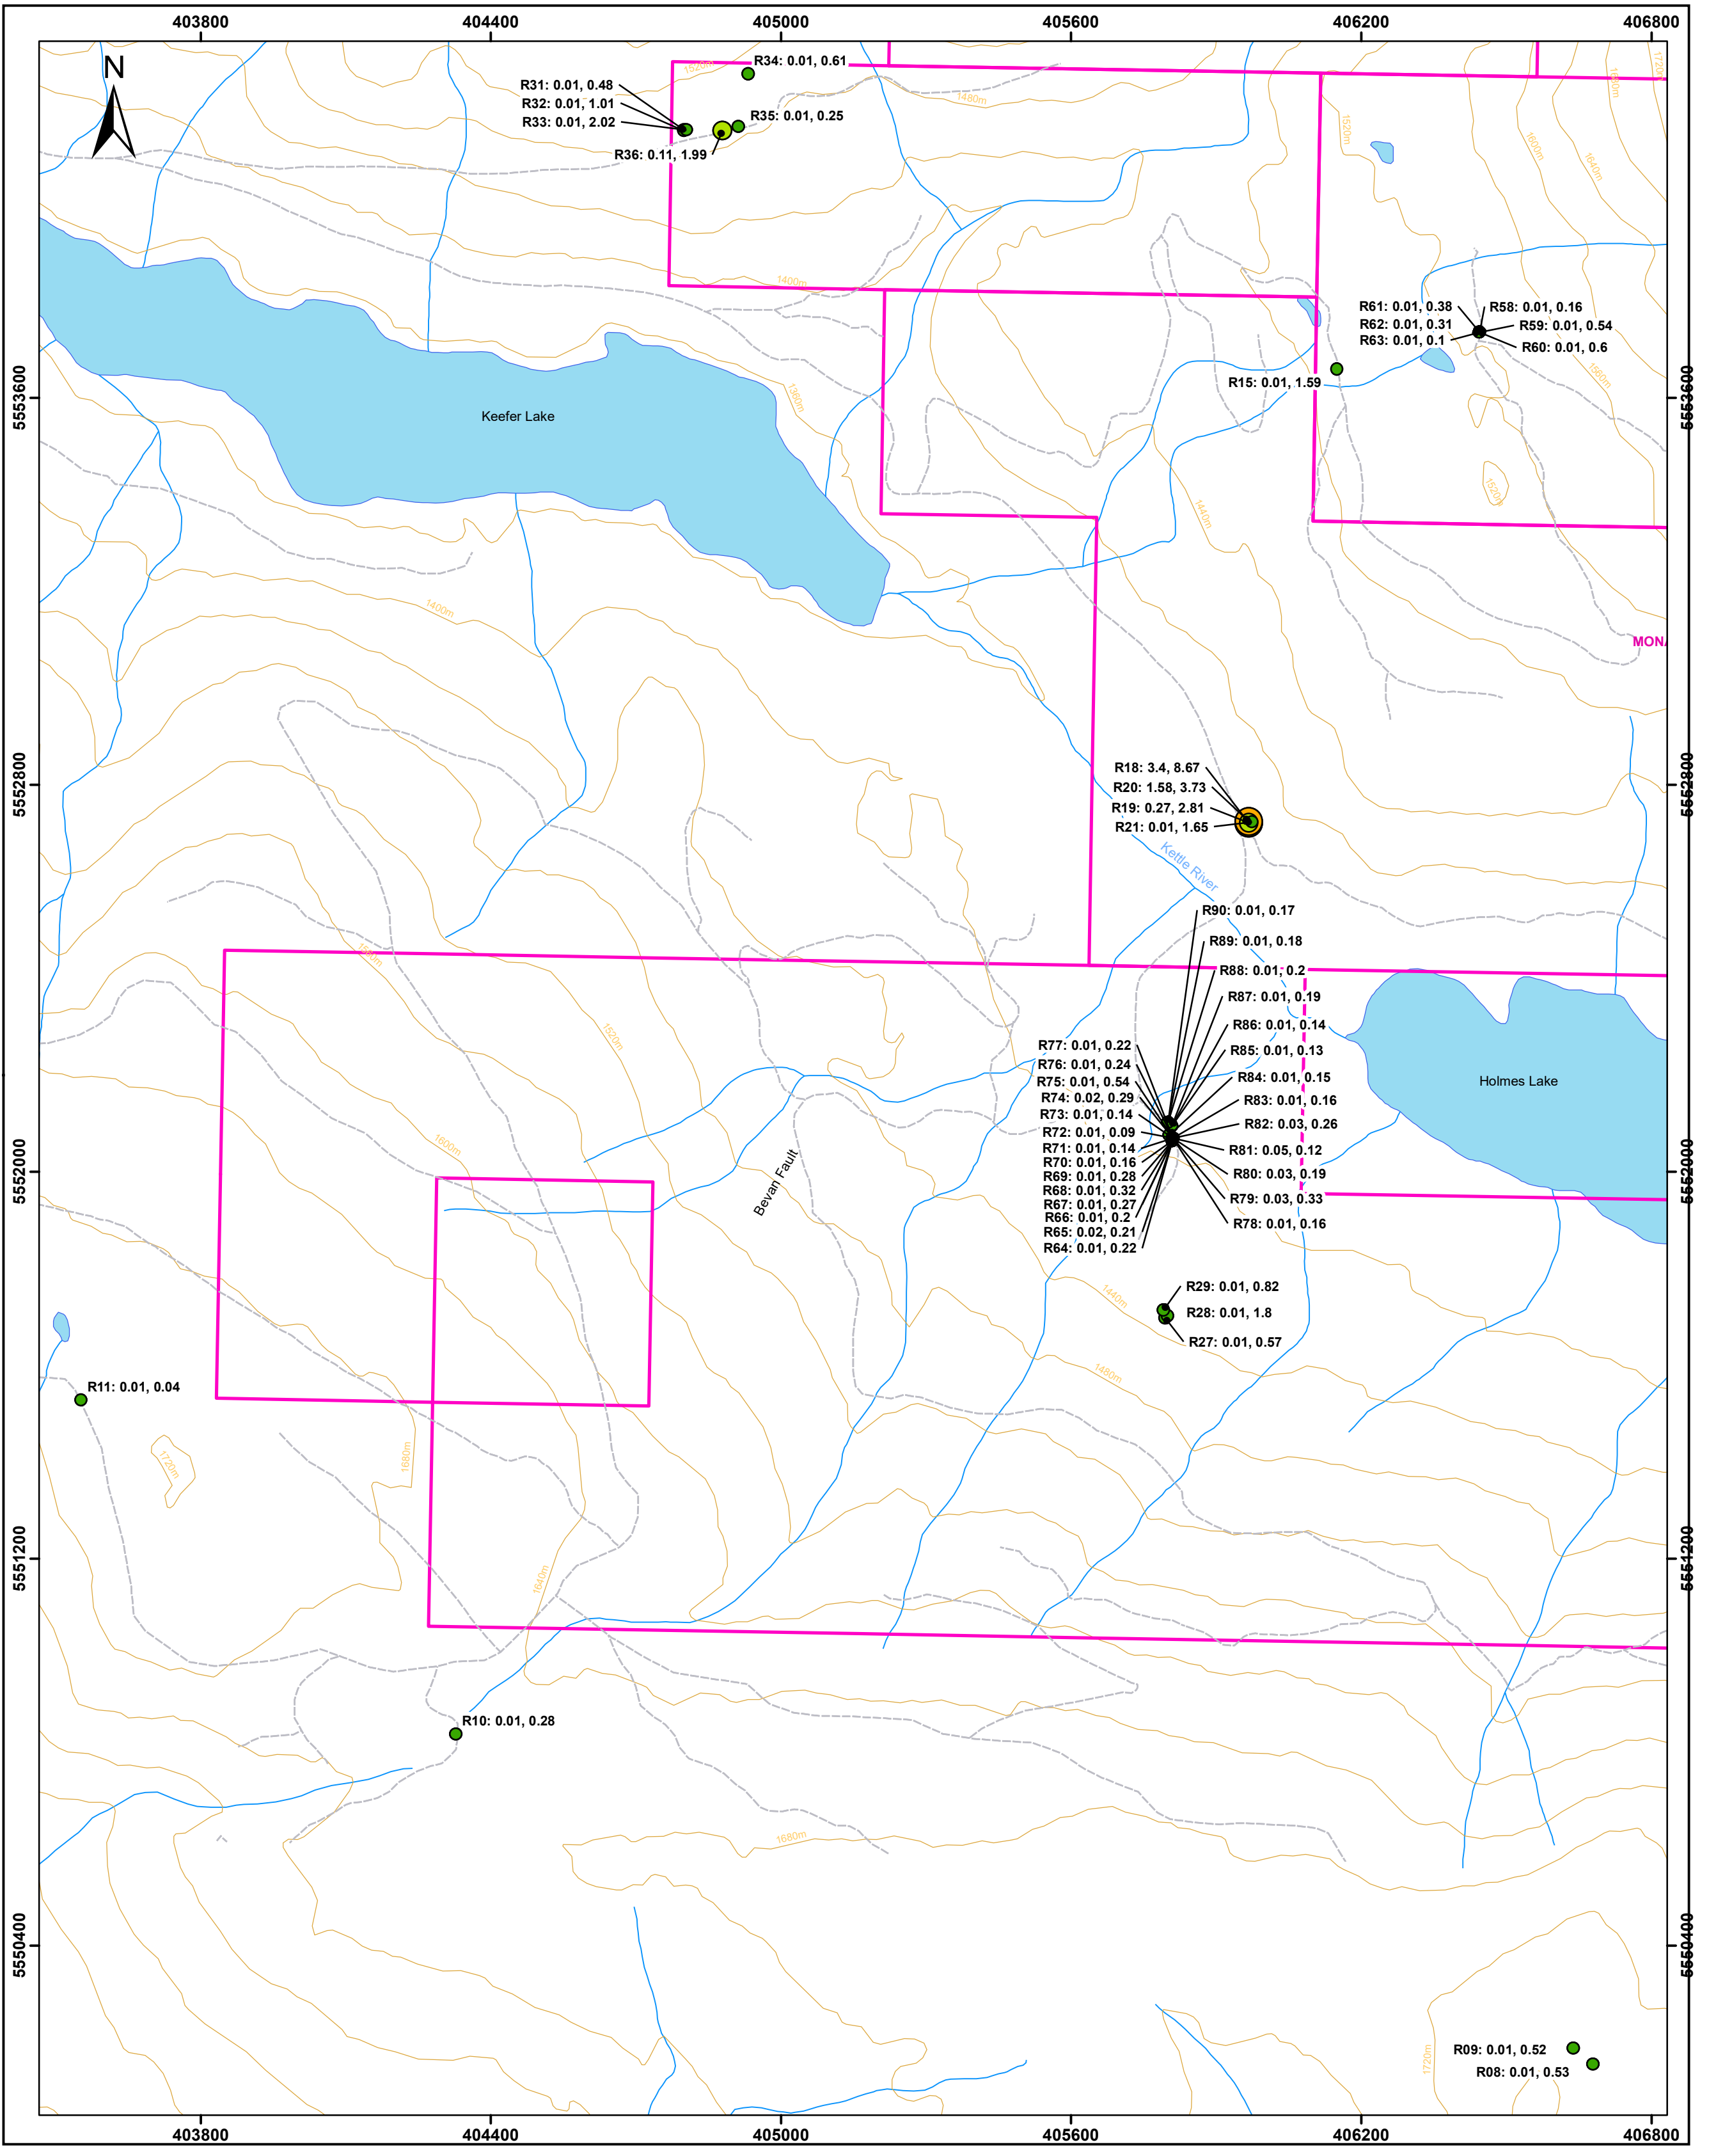 403800 404400 405000 405600 406200 406800
N
R34: 0.01, 0.61
1520m
1720m
R31: 0.01, 0.48
1680m
R32: 0.01, 1.01
1480m
R35: 0.01, 0.25
R33: 0.01, 2.02
1520m
1600m
R36: 0.11, 1.99
1640m
1400m
R61: 0.01, 0.38
R58: 0.01, 0.16
R62: 0.01, 0.31
R59: 0.01, 0.54
R63: 0.01, 0.1
R60: 0.01, 0.6
1560m
R15: 0.01, 1.59
1360m
5553600
5553600
Keefer Lake
1520m
1440m
1400m
MONA
R18: 3.4, 8.67
5552800
5552800
R20: 1.58, 3.73
R19: 0.27, 2.81
R21: 0.01, 1.65
Kettle River
R90: 0.01, 0.17
R89: 0.01, 0.18
1560m
R88: 0.01, 0.2
R87: 0.01, 0.19
R86: 0.01, 0.14
1520m
R77: 0.01, 0.22
R85: 0.01, 0.13
R76: 0.01, 0.24
R84: 0.01, 0.15
R75: 0.01, 0.54
Holmes Lake
R74: 0.02, 0.29
R83: 0.01, 0.16
R73: 0.01, 0.14
R82: 0.03, 0.26
R72: 0.01, 0.09
1600m
R71: 0.01, 0.14
R81: 0.05, 0.12
R70: 0.01, 0.16
R80: 0.03, 0.19
5552000
5552000
R69: 0.01, 0.28
Bevan Fault
R68: 0.01, 0.32
R79: 0.03, 0.33
R67: 0.01, 0.27
R66: 0.01, 0.2
R78: 0.01, 0.16
R65: 0.02, 0.21
R64: 0.01, 0.22
R29: 0.01, 0.82
1440m
R28: 0.01, 1.8
R27: 0.01, 0.57
1480m
R11: 0.01, 0.04
1680m
1720m
5551200
5551200
1640m
R10: 0.01, 0.28
1680m
5550400
5550400
R09: 0.01, 0.52
1720m
R08: 0.01, 0.53
403800 404400 405000 405600 406200 406800